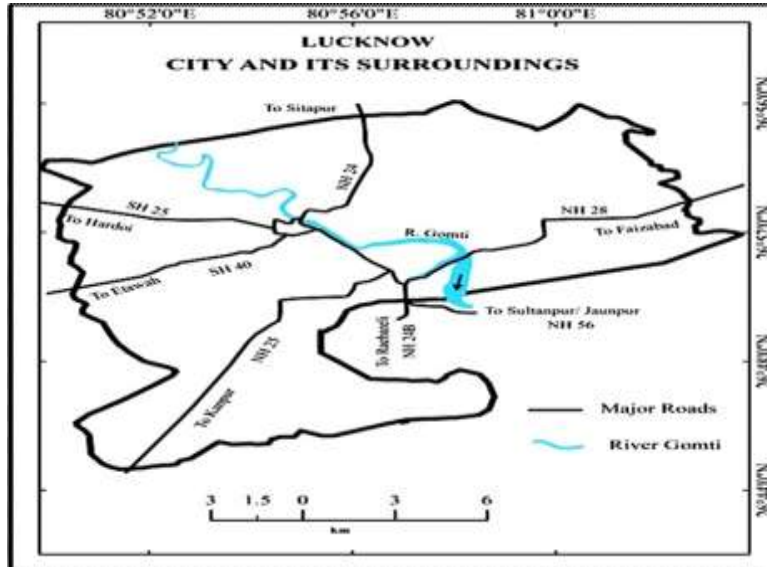 80°52'0"E 80°56'0"E 81°0'0"E
LUCKNOW
CITY AND ITS SURROUNDINGS
To Sitapur
NH 24
SH 25
To Hardoi
R. Gomti
NH 28
To Faizabad
SH 40
To Etawah
To Sultanpur/ Jaunpur
NH 56
NH 25
To Kanpur
NH 24B
Major Roads
River Gomti
3 1.5 0 3 6
km